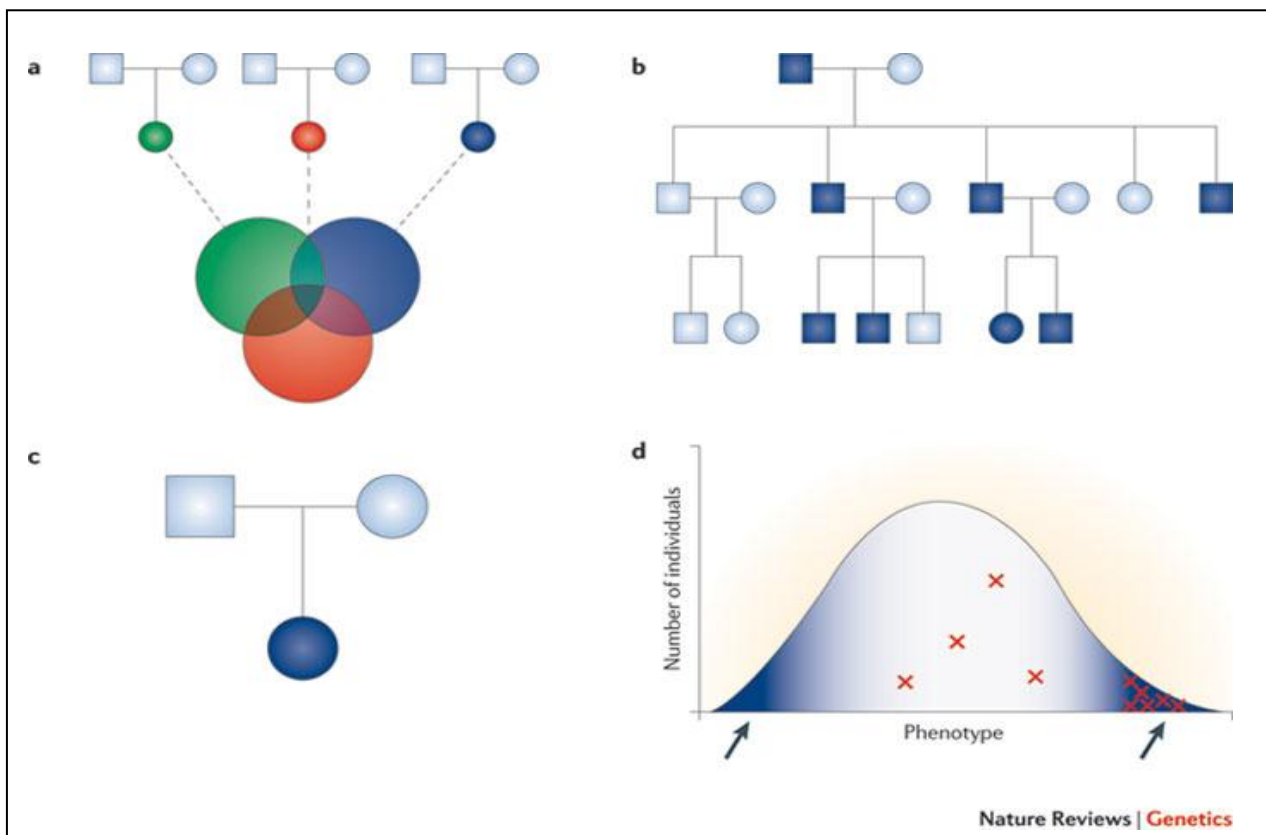 a
b
c
d
Number of individuals
Phenotype
Nature Reviews | Genetics